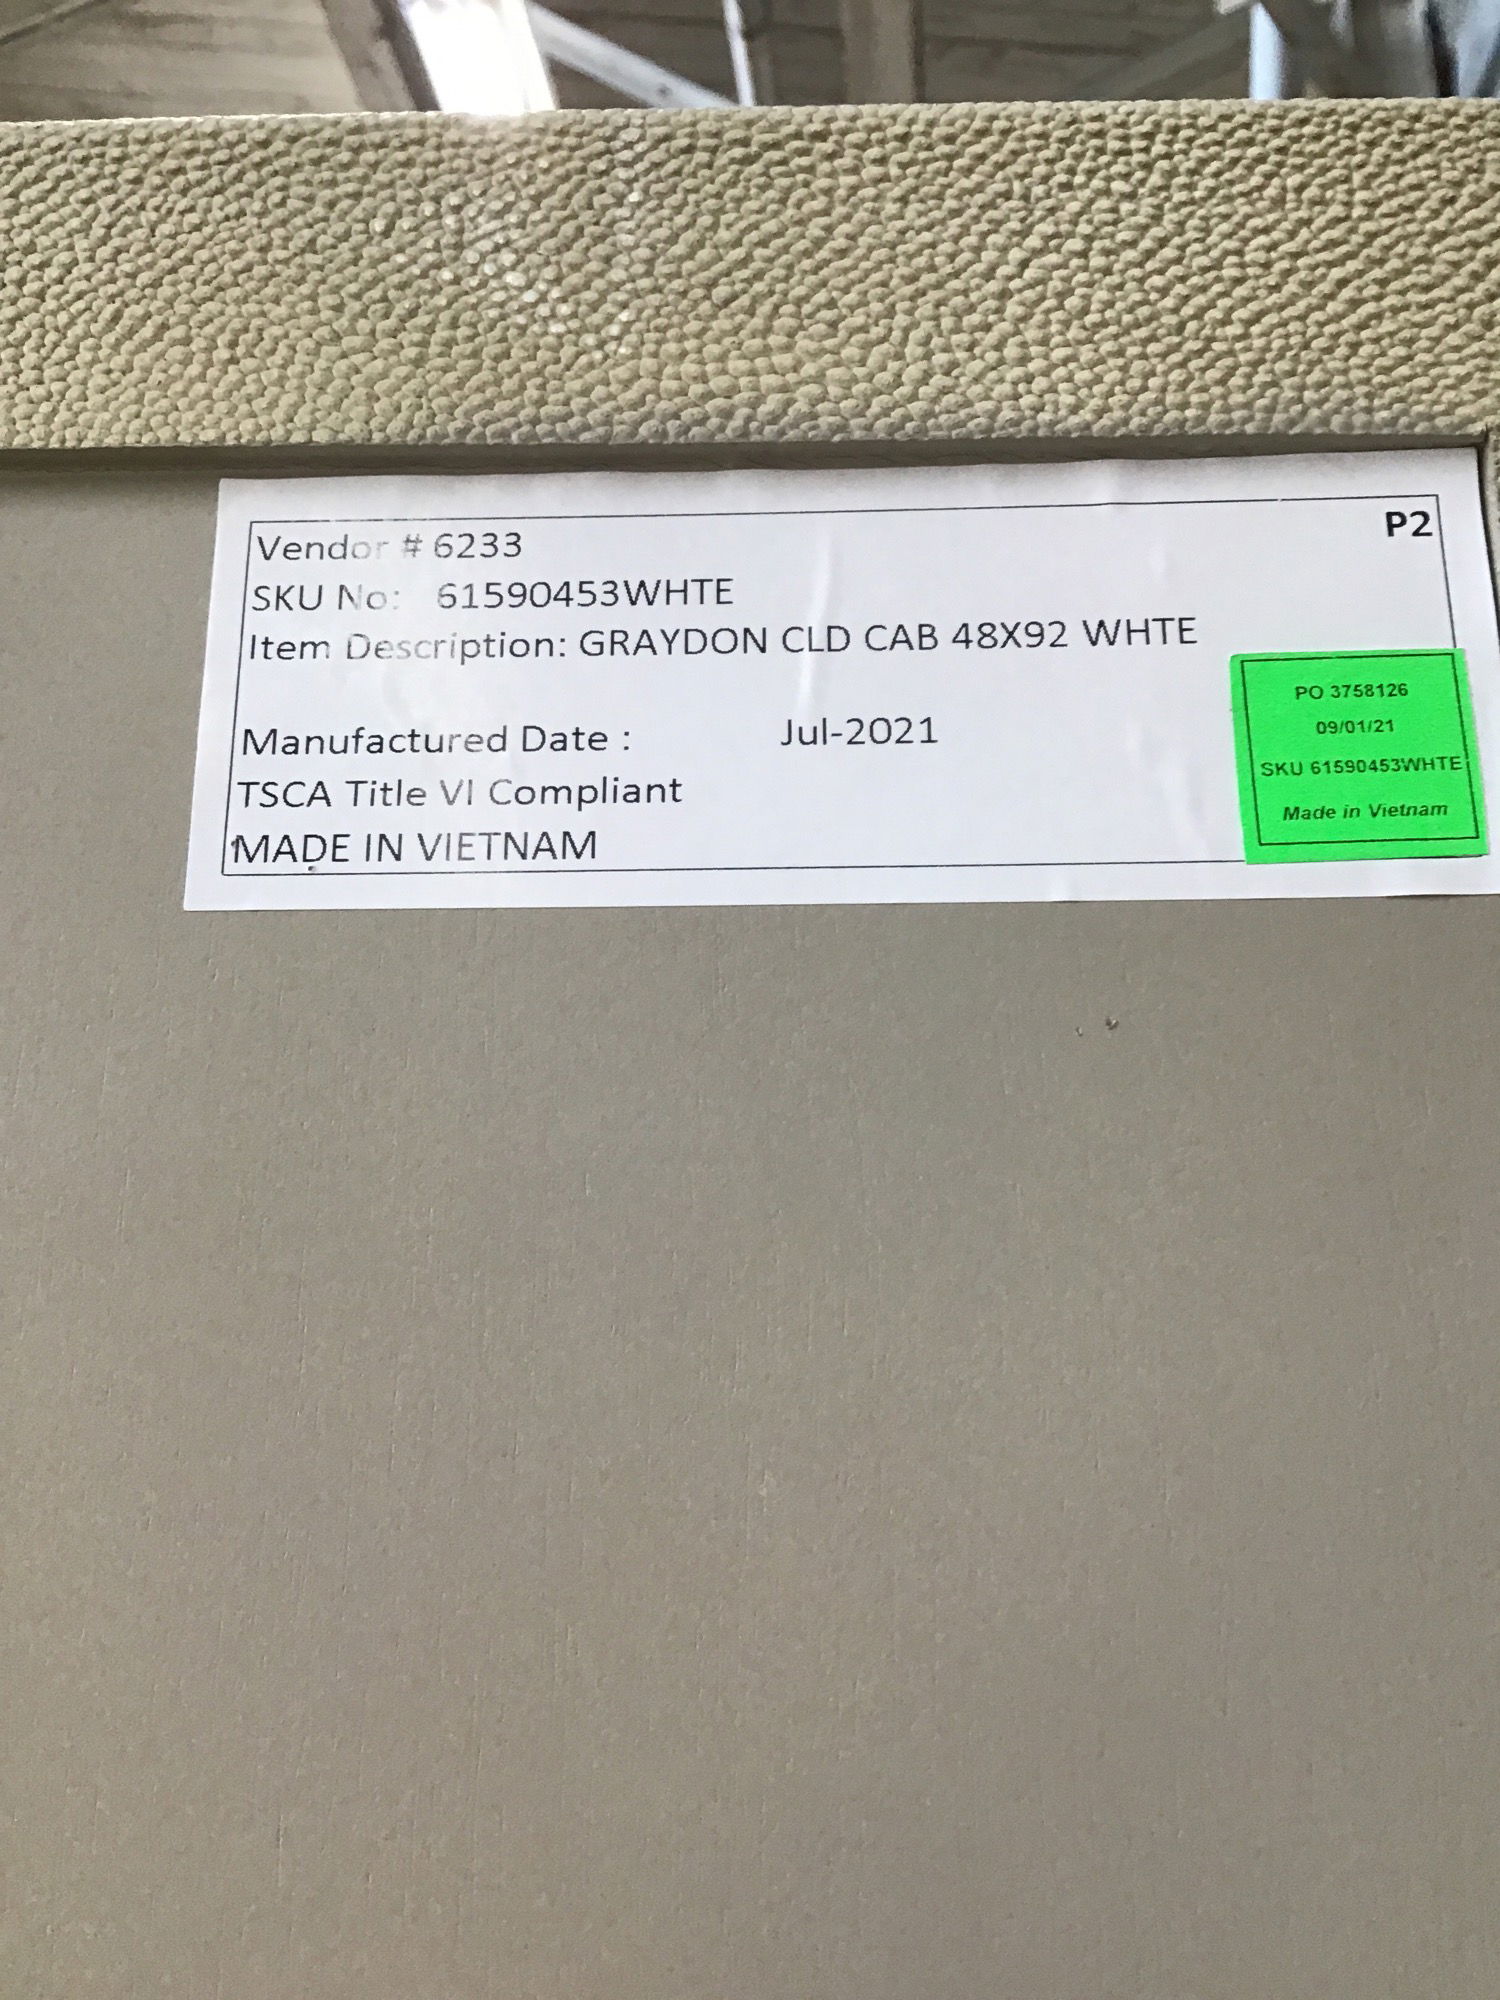 P2
Vendor # 6233
SKU No: 61590453WHTE
Item Description: GRAYDON CLD CAB 48X92 WHTE
Manufactured Date : Jul-2021
TSCA Title VI Compliant
MADE IN VIETNAM
PO 3758126
09/01/21
SKU 61590453WHTE
Made in Vietnam